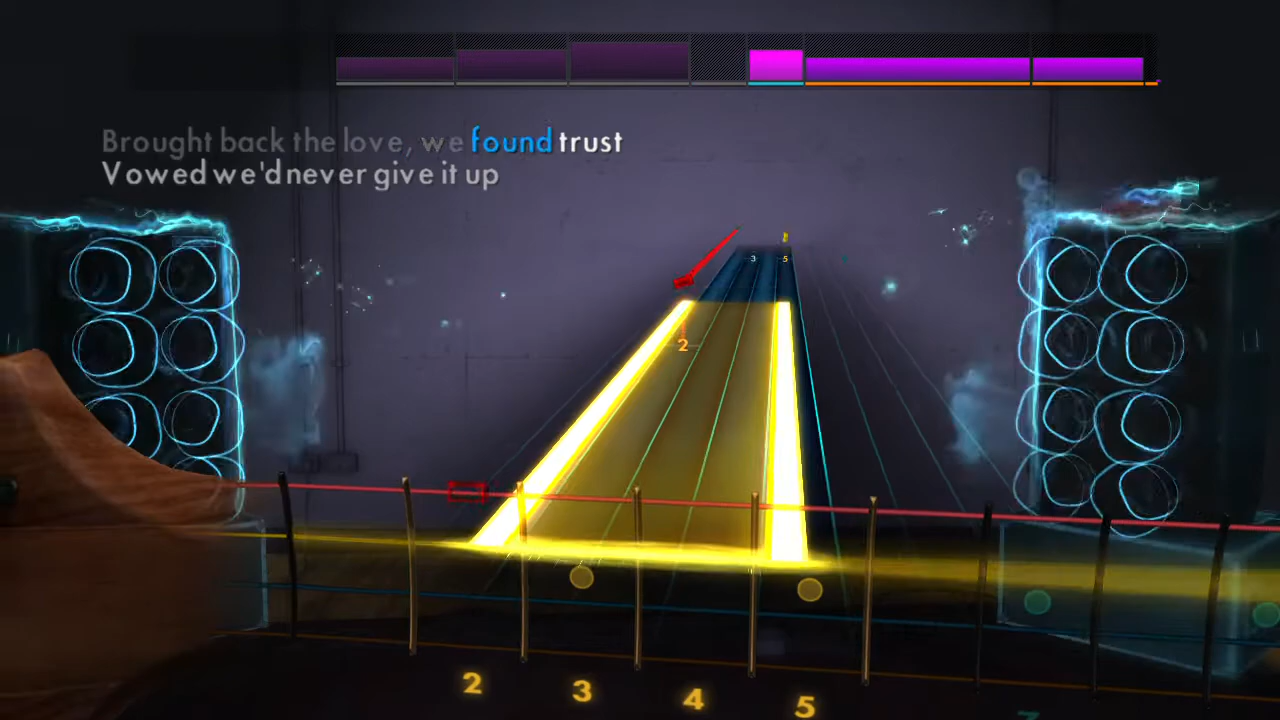 Brought back the love, we found trust
Vowed we'd never give it up
3 5
2
2 3 4 5
7